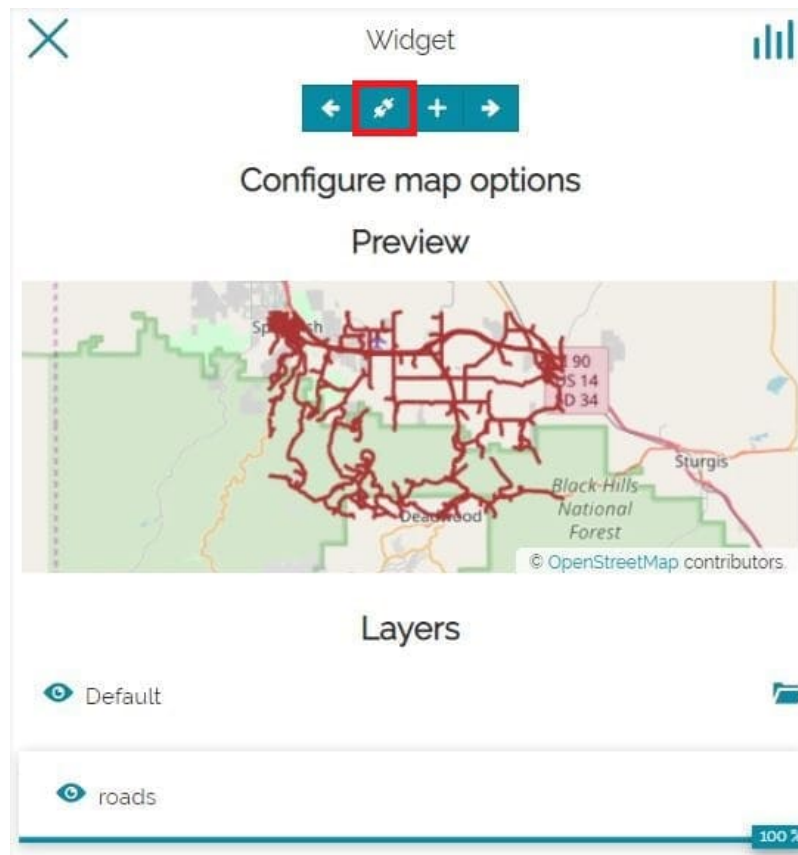 Widget
Configure map options
Preview
90
US 14
SD 34
Sturgis
Black Hills
National
Forest
Deadwood
© OpenStreetMap contributors.
Layers
Default
roads
100 %